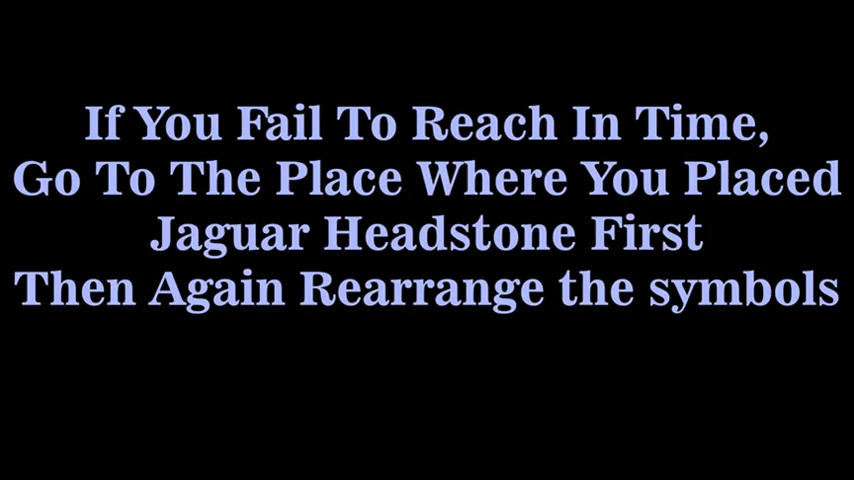 If You Fail To Reach In Time,
Go To The Place Where You Placed
Jaguar Headstone First
Then Again Rearrange the symbols